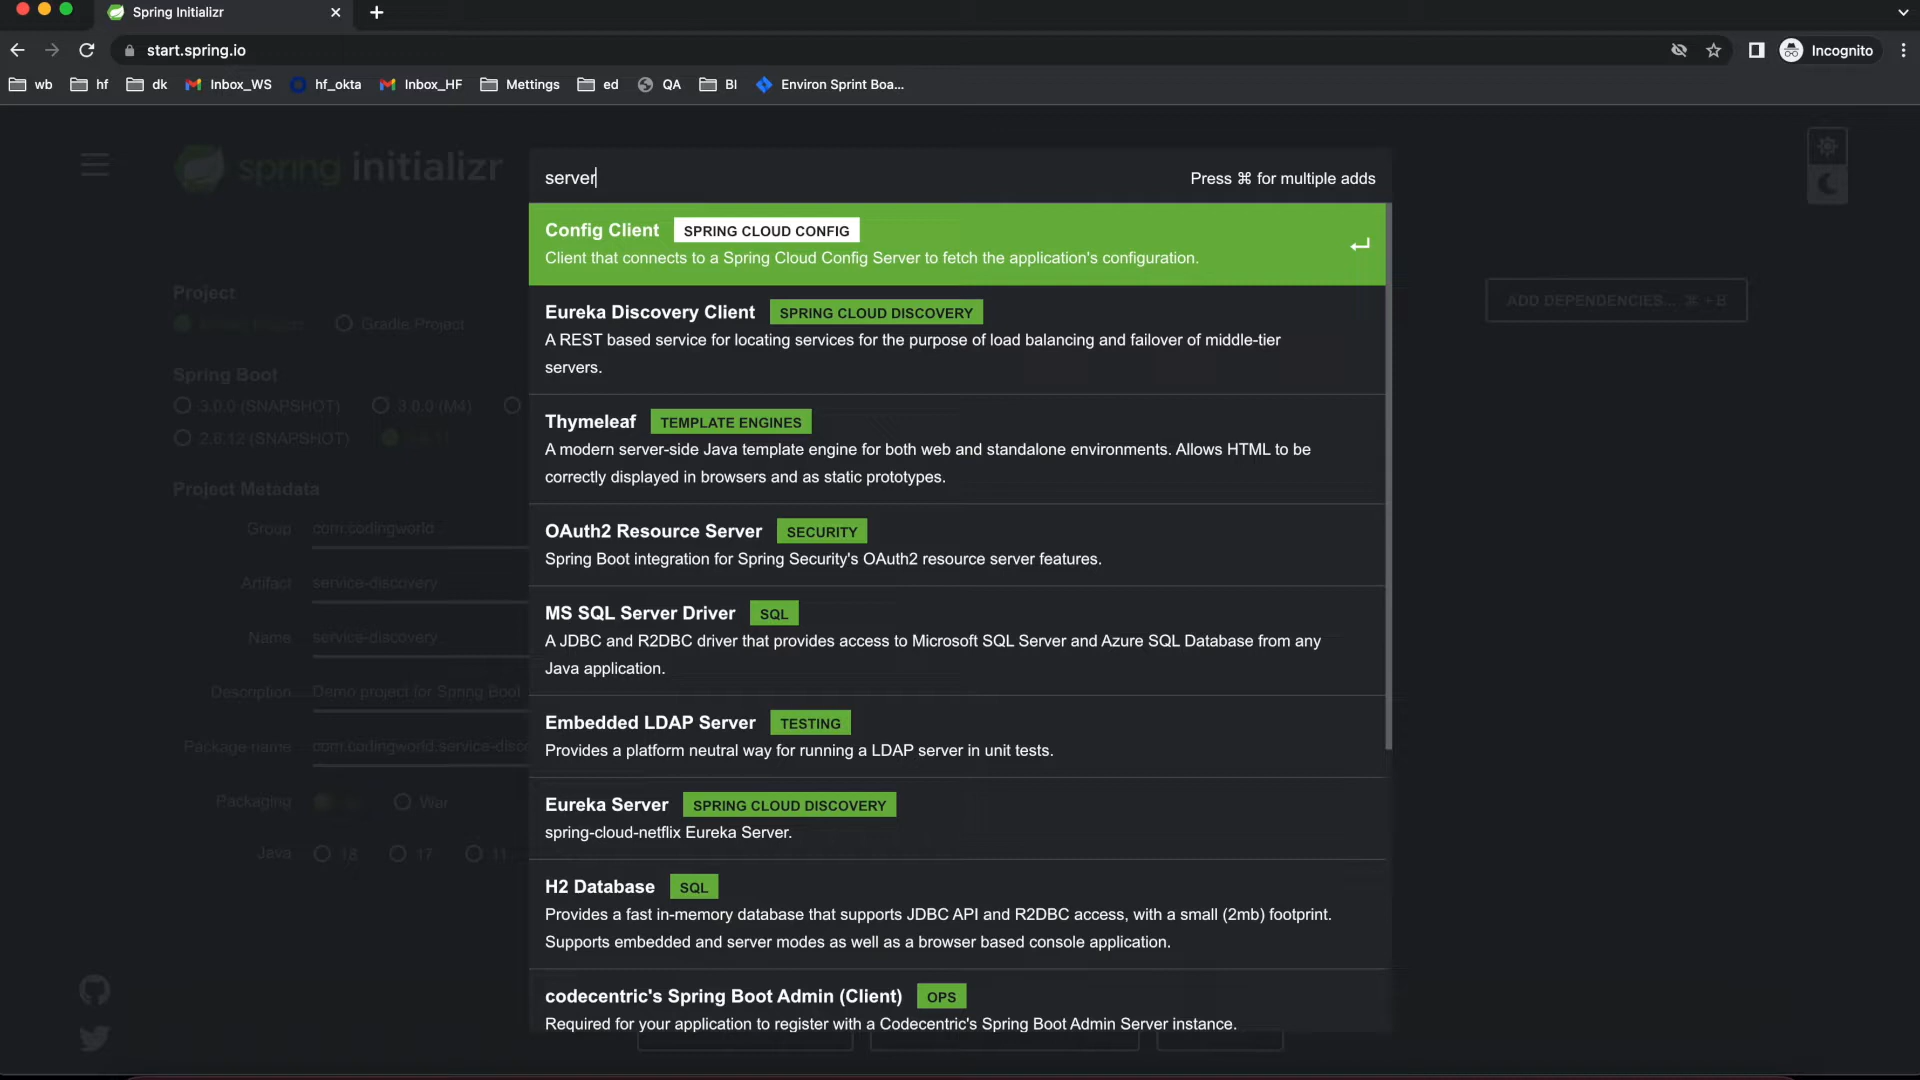 Spring Initializr
start.spring.io
Incognito
wb
hf
dk
Inbox_WS
hf_okta
Inbox_HF
Mettings
ed
QA
BI
Environ Sprint Boa...
spring initializr
server
Press ⌘ for multiple adds
Config Client SPRING CLOUD CONFIG
Client that connects to a Spring Cloud Config Server to fetch the application's configuration.
Eureka Discovery Client SPRING CLOUD DISCOVERY
A REST based service for locating services for the purpose of load balancing and failover of middle-tier
servers.
Thymeleaf TEMPLATE ENGINES
A modern server-side Java template engine for both web and standalone environments. Allows HTML to be
correctly displayed in browsers and as static prototypes.
OAuth2 Resource Server SECURITY
Spring Boot integration for Spring Security's OAuth2 resource server features.
MS SQL Server Driver SQL
A JDBC and R2DBC driver that provides access to Microsoft SQL Server and Azure SQL Database from any
Java application.
Embedded LDAP Server TESTING
Provides a platform neutral way for running a LDAP server in unit tests.
Eureka Server SPRING CLOUD DISCOVERY
spring-cloud-netflix Eureka Server.
H2 Database SQL
Provides a fast in-memory database that supports JDBC API and R2DBC access, with a small (2mb) footprint.
Supports embedded and server modes as well as a browser based console application.
codecentric's Spring Boot Admin (Client) OPS
Required for your application to register with a Codecentric's Spring Boot Admin Server instance.
Project
Gradle Project
Spring Boot
3.0.0 (SNAPSHOT)
3.0.0 (M4)
2.6.12 (SNAPSHOT)
Project Metadata
Group com.codingworld
Artifact service-discovery
Name service-discovery
Description Demo project for Spring Boot
Package name com.codingworld.service-disco
Packaging
War
Java 18 17 11
ADD DEPENDENCIES... ⌘ + B